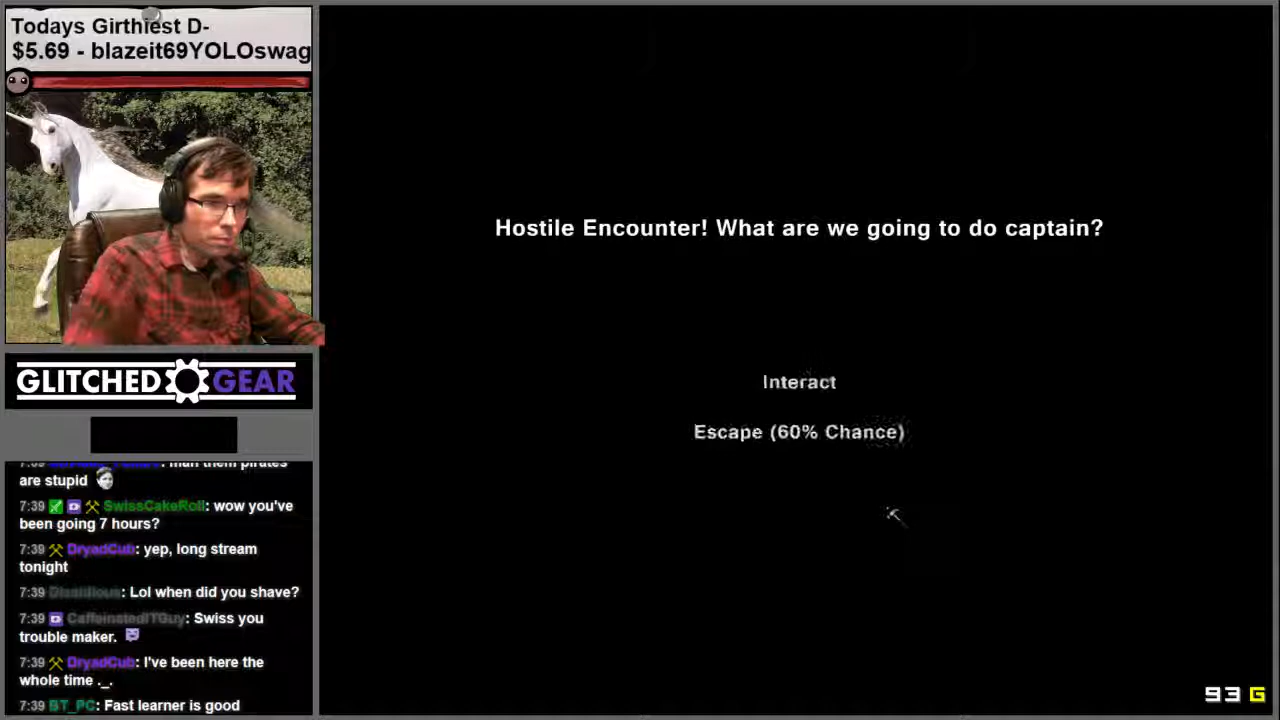 Todays Girthiest D-
$5.69 - blazeit69YOLOswag
Hostile Encounter! What are we going to do captain?
Interact
Escape (60% Chance)
GLITCHED GEAR
man them pirates
are stupid
7:39 SwissCakeRoll: wow you've
been going 7 hours?
7:39 DryadCub: yep, long stream
tonight
7:39 : Lol when did you shave?
7:39 CaffeinatedITGuy: Swiss you
trouble maker.
7:39 DryadCub: I've been here the
whole time ._.
7:39 BT_PC: Fast learner is good
93 G